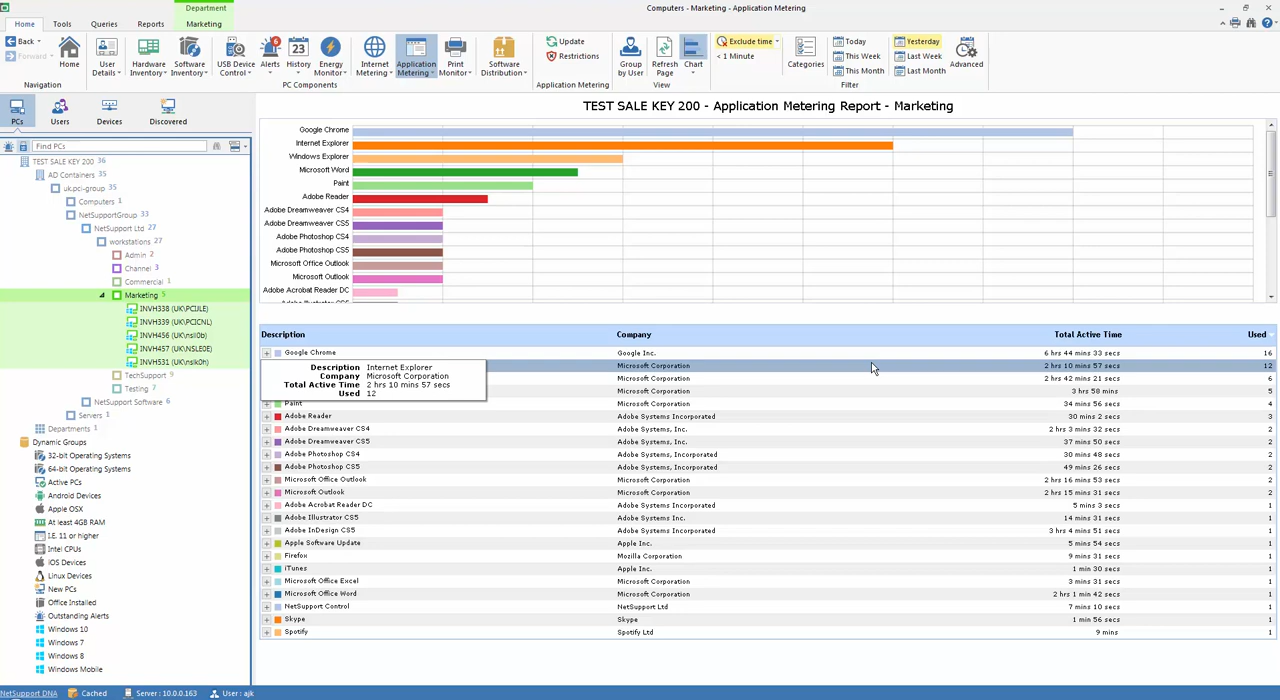 Department
Computers - Marketing - Application Metering
Home Tools Queries Reports Marketing
Back
Forward
Home
Navigation
User Details
Hardware Inventory
Software Inventory
USB Device Control
Alerts
6
History
23
Energy Monitor
PC Components
Internet Metering
Application Metering
Print Monitor
Software Distribution
Update
Restrictions
Application Metering
Group by User
Refresh Page
Chart
View
Exclude time
< 1 Minute
Categories
Today
This Week
This Month
Yesterday
Last Week
Last Month
Advanced
Filter
PCs Users Devices Discovered
Find PCs
TEST SALE KEY 200 36
AD Containers 35
uk.pci-group 35
Computers 1
NetSupportGroup 33
NetSupport Ltd 27
workstations 27
Admin 2
Channel 3
Commercial 1
Marketing 5
INVH338 (UK\PCIJLE)
INVH339 (UK\PCICNL)
INVH456 (UK\nsll0b)
INVH457 (UK\NSLE0E)
INVH531 (UK\nslk0h)
TechSupport 9
Testing 7
NetSupport Software 6
Servers 1
Departments 1
Dynamic Groups
32-bit Operating Systems
64-bit Operating Systems
Active PCs
Android Devices
Apple OSX
At least 4GB RAM
I.E. 11 or higher
Intel CPUs
iOS Devices
Linux Devices
New PCs
Office Installed
Outstanding Alerts
Windows 10
Windows 7
Windows 8
Windows Mobile
TEST SALE KEY 200 - Application Metering Report - Marketing
Google Chrome
Internet Explorer
Windows Explorer
Microsoft Word
Paint
Adobe Reader
Adobe Dreamweaver CS4
Adobe Dreamweaver CS5
Adobe Photoshop CS4
Adobe Photoshop CS5
Microsoft Office Outlook
Microsoft Outlook
Adobe Acrobat Reader DC
Adobe Illustrator CS5
Description Company Total Active Time Used
Google Chrome Google Inc. 6 hrs 44 mins 33 secs 16
Microsoft Corporation 2 hrs 10 mins 57 secs 12
Microsoft Corporation 2 hrs 42 mins 21 secs 6
Microsoft Corporation 3 hrs 58 mins 5
Paint Microsoft Corporation 34 mins 56 secs 4
Description Internet Explorer
Company Microsoft Corporation
Total Active Time 2 hrs 10 mins 57 secs
Used 12
Adobe Reader Adobe Systems Incorporated 30 mins 2 secs 3
Adobe Dreamweaver CS4 Adobe Systems, Inc. 2 hrs 3 mins 32 secs 2
Adobe Dreamweaver CS5 Adobe Systems, Inc. 37 mins 50 secs 2
Adobe Photoshop CS4 Adobe Systems, Incorporated 30 mins 48 secs 2
Adobe Photoshop CS5 Adobe Systems, Incorporated 49 mins 26 secs 2
Microsoft Office Outlook Microsoft Corporation 2 hrs 16 mins 53 secs 2
Microsoft Outlook Microsoft Corporation 2 hrs 15 mins 31 secs 2
Adobe Acrobat Reader DC Adobe Systems Incorporated 5 mins 3 secs 1
Adobe Illustrator CS5 Adobe Systems Inc. 14 mins 31 secs 1
Adobe InDesign CS5 Adobe Systems Incorporated 3 hrs 4 mins 51 secs 1
Apple Software Update Apple Inc. 5 mins 54 secs 1
Firefox Mozilla Corporation 9 mins 31 secs 1
iTunes Apple Inc. 1 min 30 secs 1
Microsoft Office Excel Microsoft Corporation 3 mins 31 secs 1
Microsoft Office Word Microsoft Corporation 2 hrs 1 min 42 secs 1
NetSupport Control NetSupport Ltd 7 mins 10 secs 1
Skype Skype 1 min 56 secs 1
Spotify Spotify Ltd 9 mins 1
NetSupport DNA Cached Server : 10.0.0.163 User : ajk